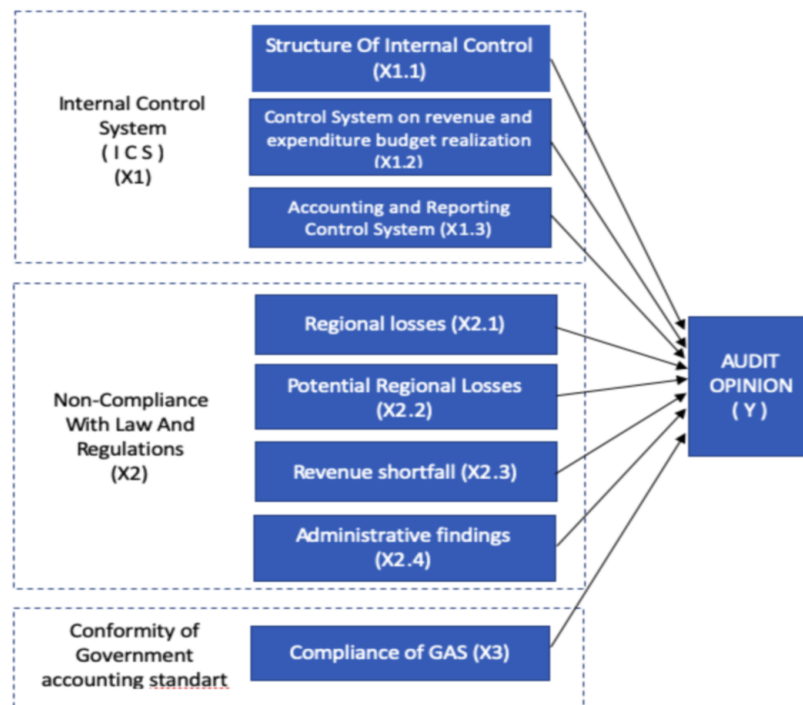 Internal Control
System
( I C S )
(X1)
Structure Of Internal Control
(X1.1)
Control System on revenue and
expenditure budget realization
(X1.2)
Accounting and Reporting
Control System (X1.3)
Non-Compliance
With Law And
Regulations
(X2)
Regional losses (X2.1)
Potential Regional Losses
(X2.2)
Revenue shortfall (X2.3)
Administrative findings
(X2.4)
Conformity of
Government
accounting standart
Compliance of GAS (X3)
AUDIT
OPINION
( Y )